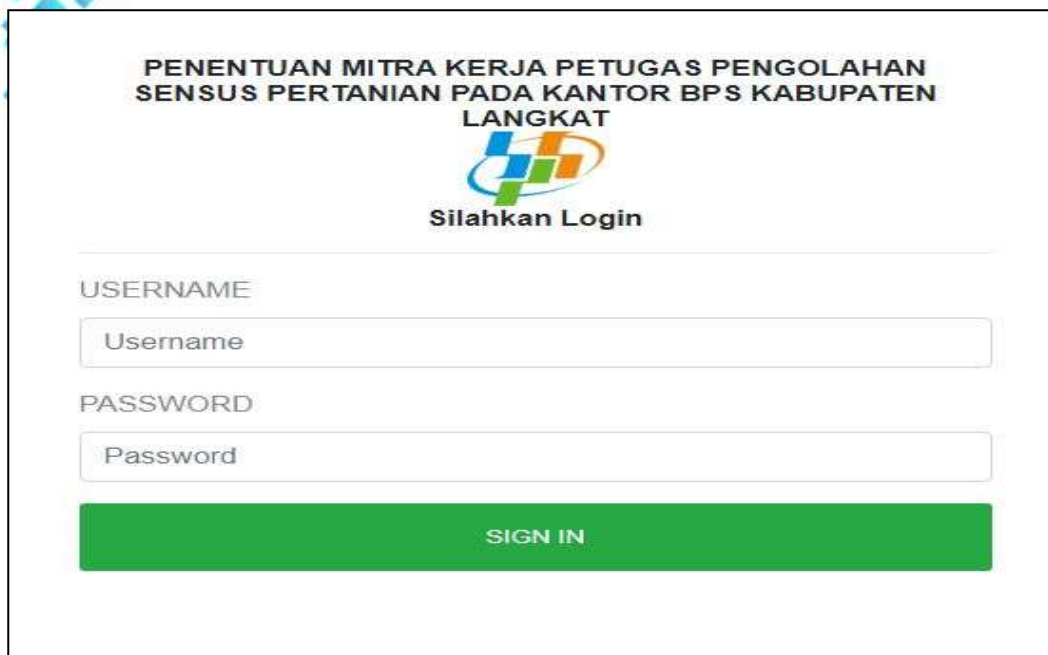 PENENTUAN MITRA KERJA PETUGAS PENGOLAHAN
SENSUS PERTANIAN PADA KANTOR BPS KABUPATEN
LANGKAT
Silahkan Login
USERNAME
Username
PASSWORD
Password
SIGN IN